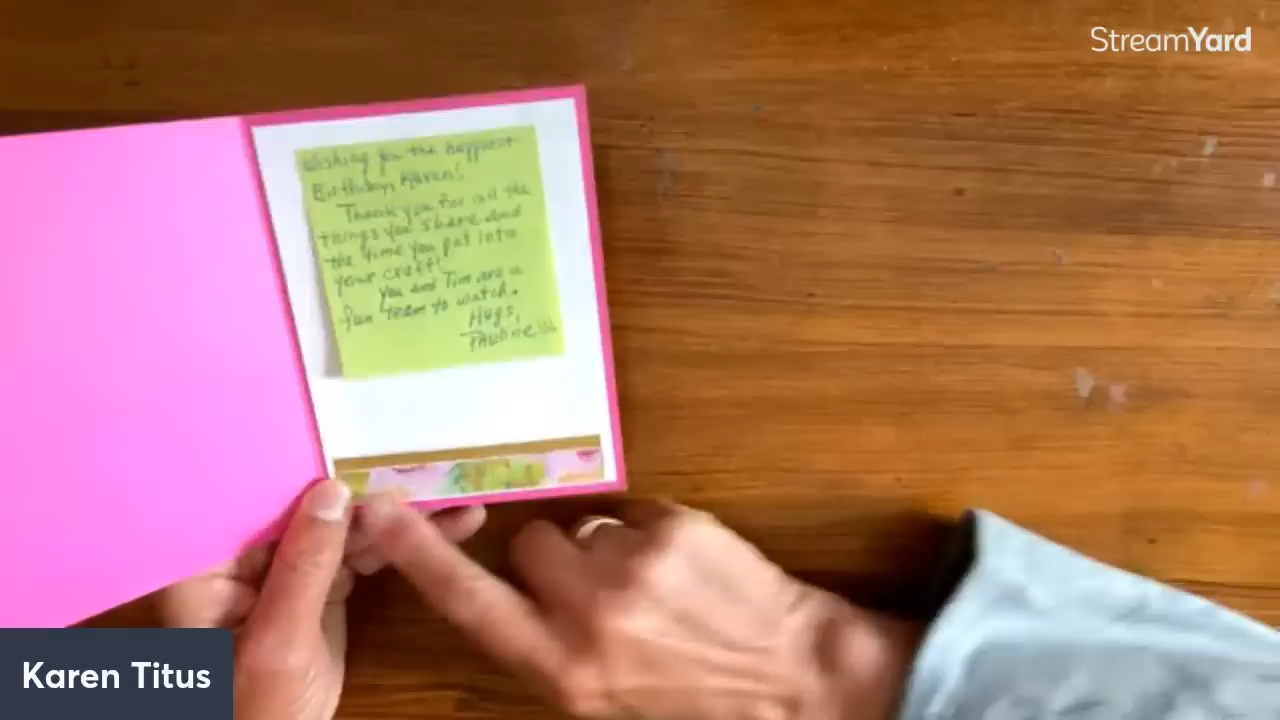 StreamYard
Wishing you the happiest
Birthday, Karen!
Thank you for all the
things you share and
the time you put into
your craft!
You and Tim are a
fun team to watch.
Hugs,
Pauline
Karen Titus